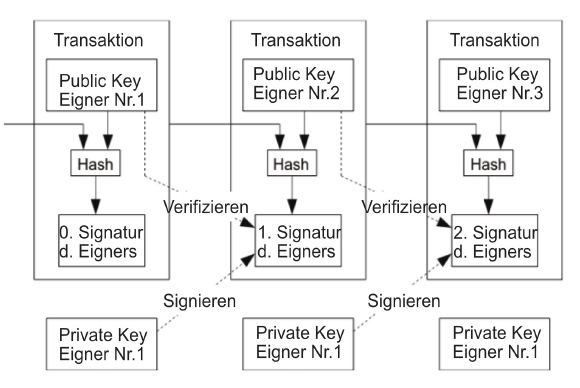 Transaktion
Transaktion
Transaktion
Public Key
Eigner Nr.1
Public Key
Eigner Nr.2
Public Key
Eigner Nr.3
Hash
Hash
Hash
Verifizieren
Verifizieren
0. Signatur
d. Eigners
1. Signatur
d. Eigners
2. Signatur
d. Eigners
Signieren
Signieren
Private Key
Eigner Nr.1
Private Key
Eigner Nr.1
Private Key
Eigner Nr.1